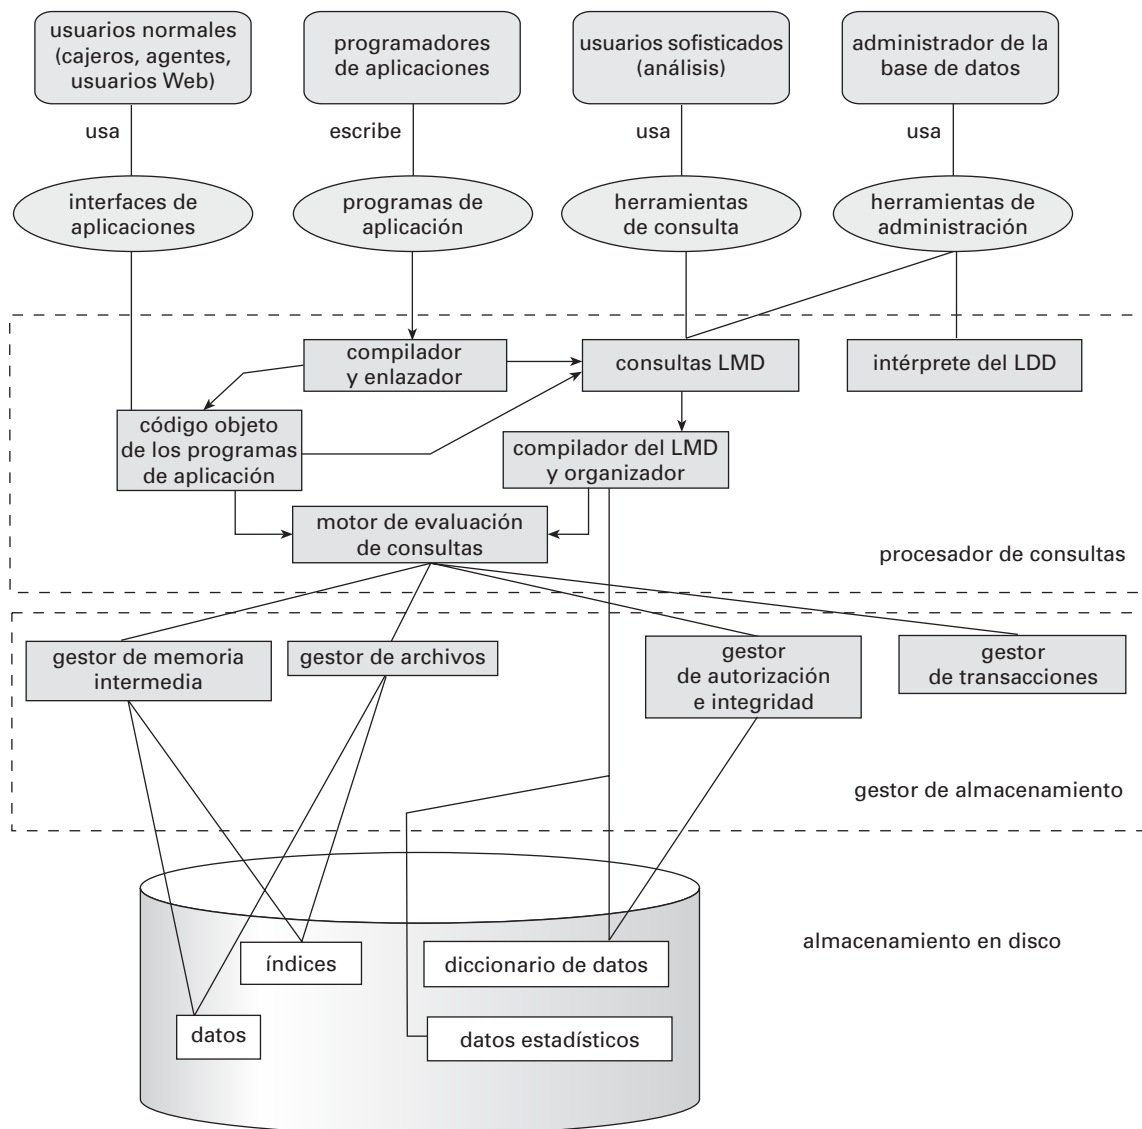 usuarios normales
(cajeros, agentes,
usuarios Web)
programadores
de aplicaciones
usuarios sofisticados
(análisis)
administrador de la
base de datos
usa
escribe
usa
usa
interfaces de
aplicaciones
programas de
aplicación
herramientas
de consulta
herramientas de
administración
compilador
y enlazador
consultas LMD
intérprete del LDD
código objeto
de los programas
de aplicación
compilador del LMD
y organizador
motor de evaluación
de consultas
procesador de consultas
gestor de memoria
intermedia
gestor de archivos
gestor
de autorización
e integridad
gestor
de transacciones
gestor de almacenamiento
almacenamiento en disco
índices
diccionario de datos
datos
datos estadísticos